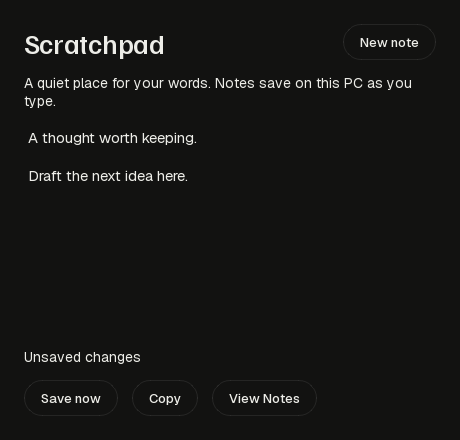 Scratchpad
New note
A quiet place for your words. Notes save on this PC as you
type.
A thought worth keeping.
Draft the next idea here.
Unsaved changes
Save now
Copy
View Notes